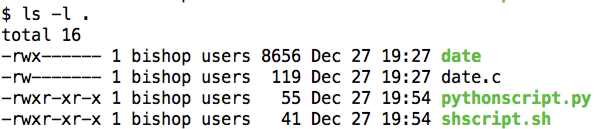 $ ls -l .
total 16
-rwx------ 1 bishop users 8656 Dec 27 19:27 date
-rw------- 1 bishop users  119 Dec 27 19:27 date.c
-rwxr-xr-x 1 bishop users   55 Dec 27 19:54 pythonscript.py
-rwxr-xr-x 1 bishop users   41 Dec 27 19:54 shscript.sh